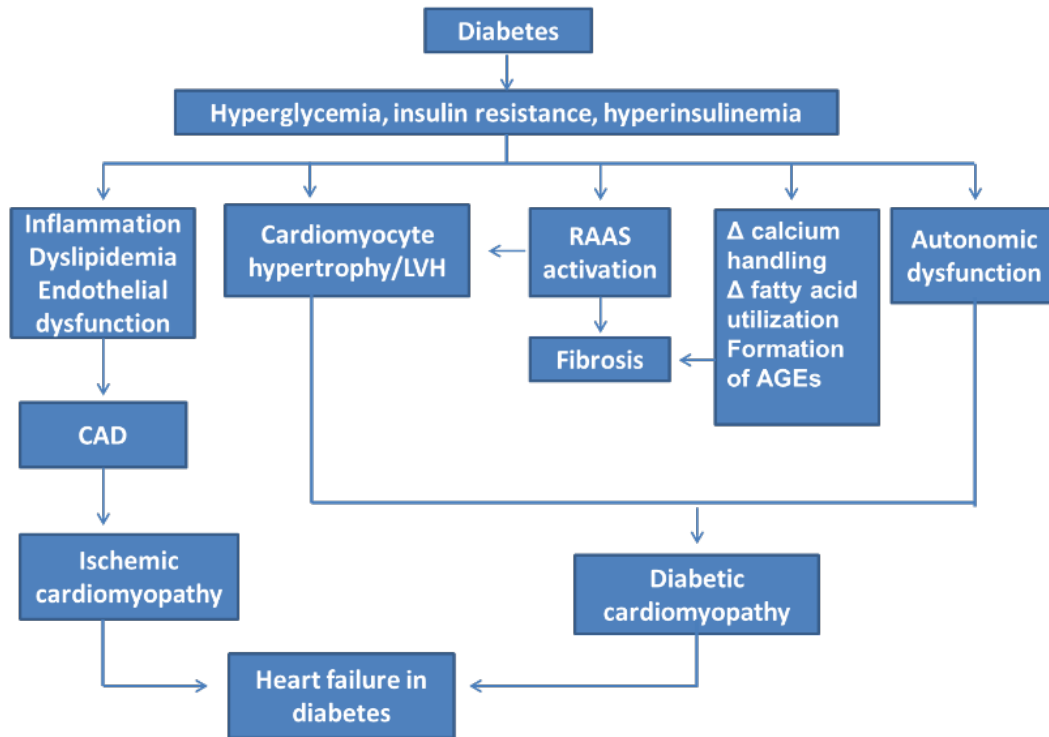 Diabetes
Hyperglycemia, insulin resistance, hyperinsulinemia
Inflammation
Dyslipidemia
Endothelial
dysfunction
Cardiomyocyte
hypertrophy/LVH
RAAS
activation
Δ calcium
handling
Δ fatty acid
utilization
Formation
of AGEs
Autonomic
dysfunction
Fibrosis
CAD
Ischemic
cardiomyopathy
Diabetic
cardiomyopathy
Heart failure in
diabetes